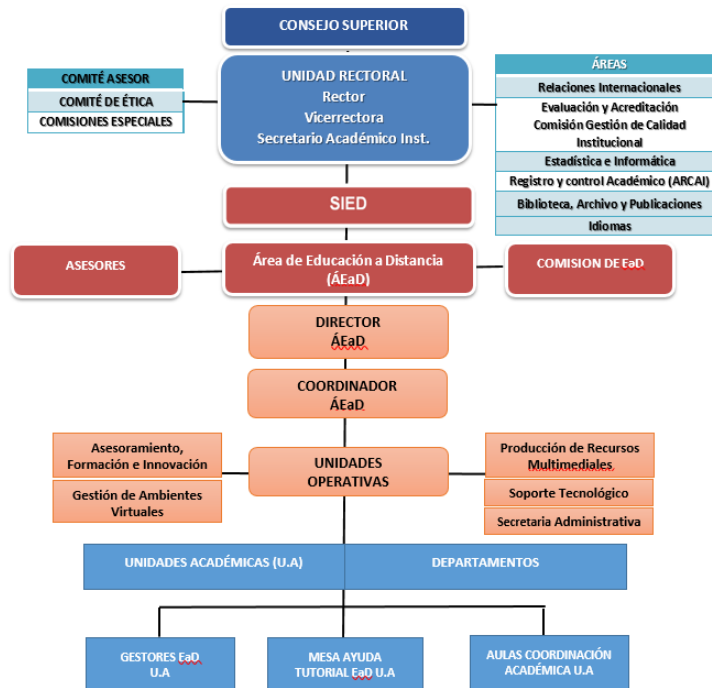 CONSEJO SUPERIOR
UNIDAD RECTORAL
Rector
Vicerrectora
Secretario Académico Inst.
COMITÉ ASESOR
COMITÉ DE ÉTICA
COMISIONES ESPECIALES
ÁREAS
Relaciones Internacionales
Evaluación y Acreditación
Comisión Gestión de Calidad
Institucional
Estadística e Informática
Registro y control Académico (ARCAI)
Biblioteca, Archivo y Publicaciones
Idiomas
SIED
ASESORES
Área de Educación a Distancia
(ÁEaD)
COMISION DE EaD
DIRECTOR
ÁEaD
COORDINADOR
ÁEaD
Asesoramiento,
Formación e Innovación
Gestión de Ambientes
Virtuales
UNIDADES
OPERATIVAS
Producción de Recursos
Multimediales
Soporte Tecnológico
Secretaria Administrativa
UNIDADES ACADÉMICAS (U.A)
DEPARTAMENTOS
GESTORES EaD
U.A
MESA AYUDA
TUTORIAL EaD U.A
AULAS COORDINACIÓN
ACADÉMICA U.A